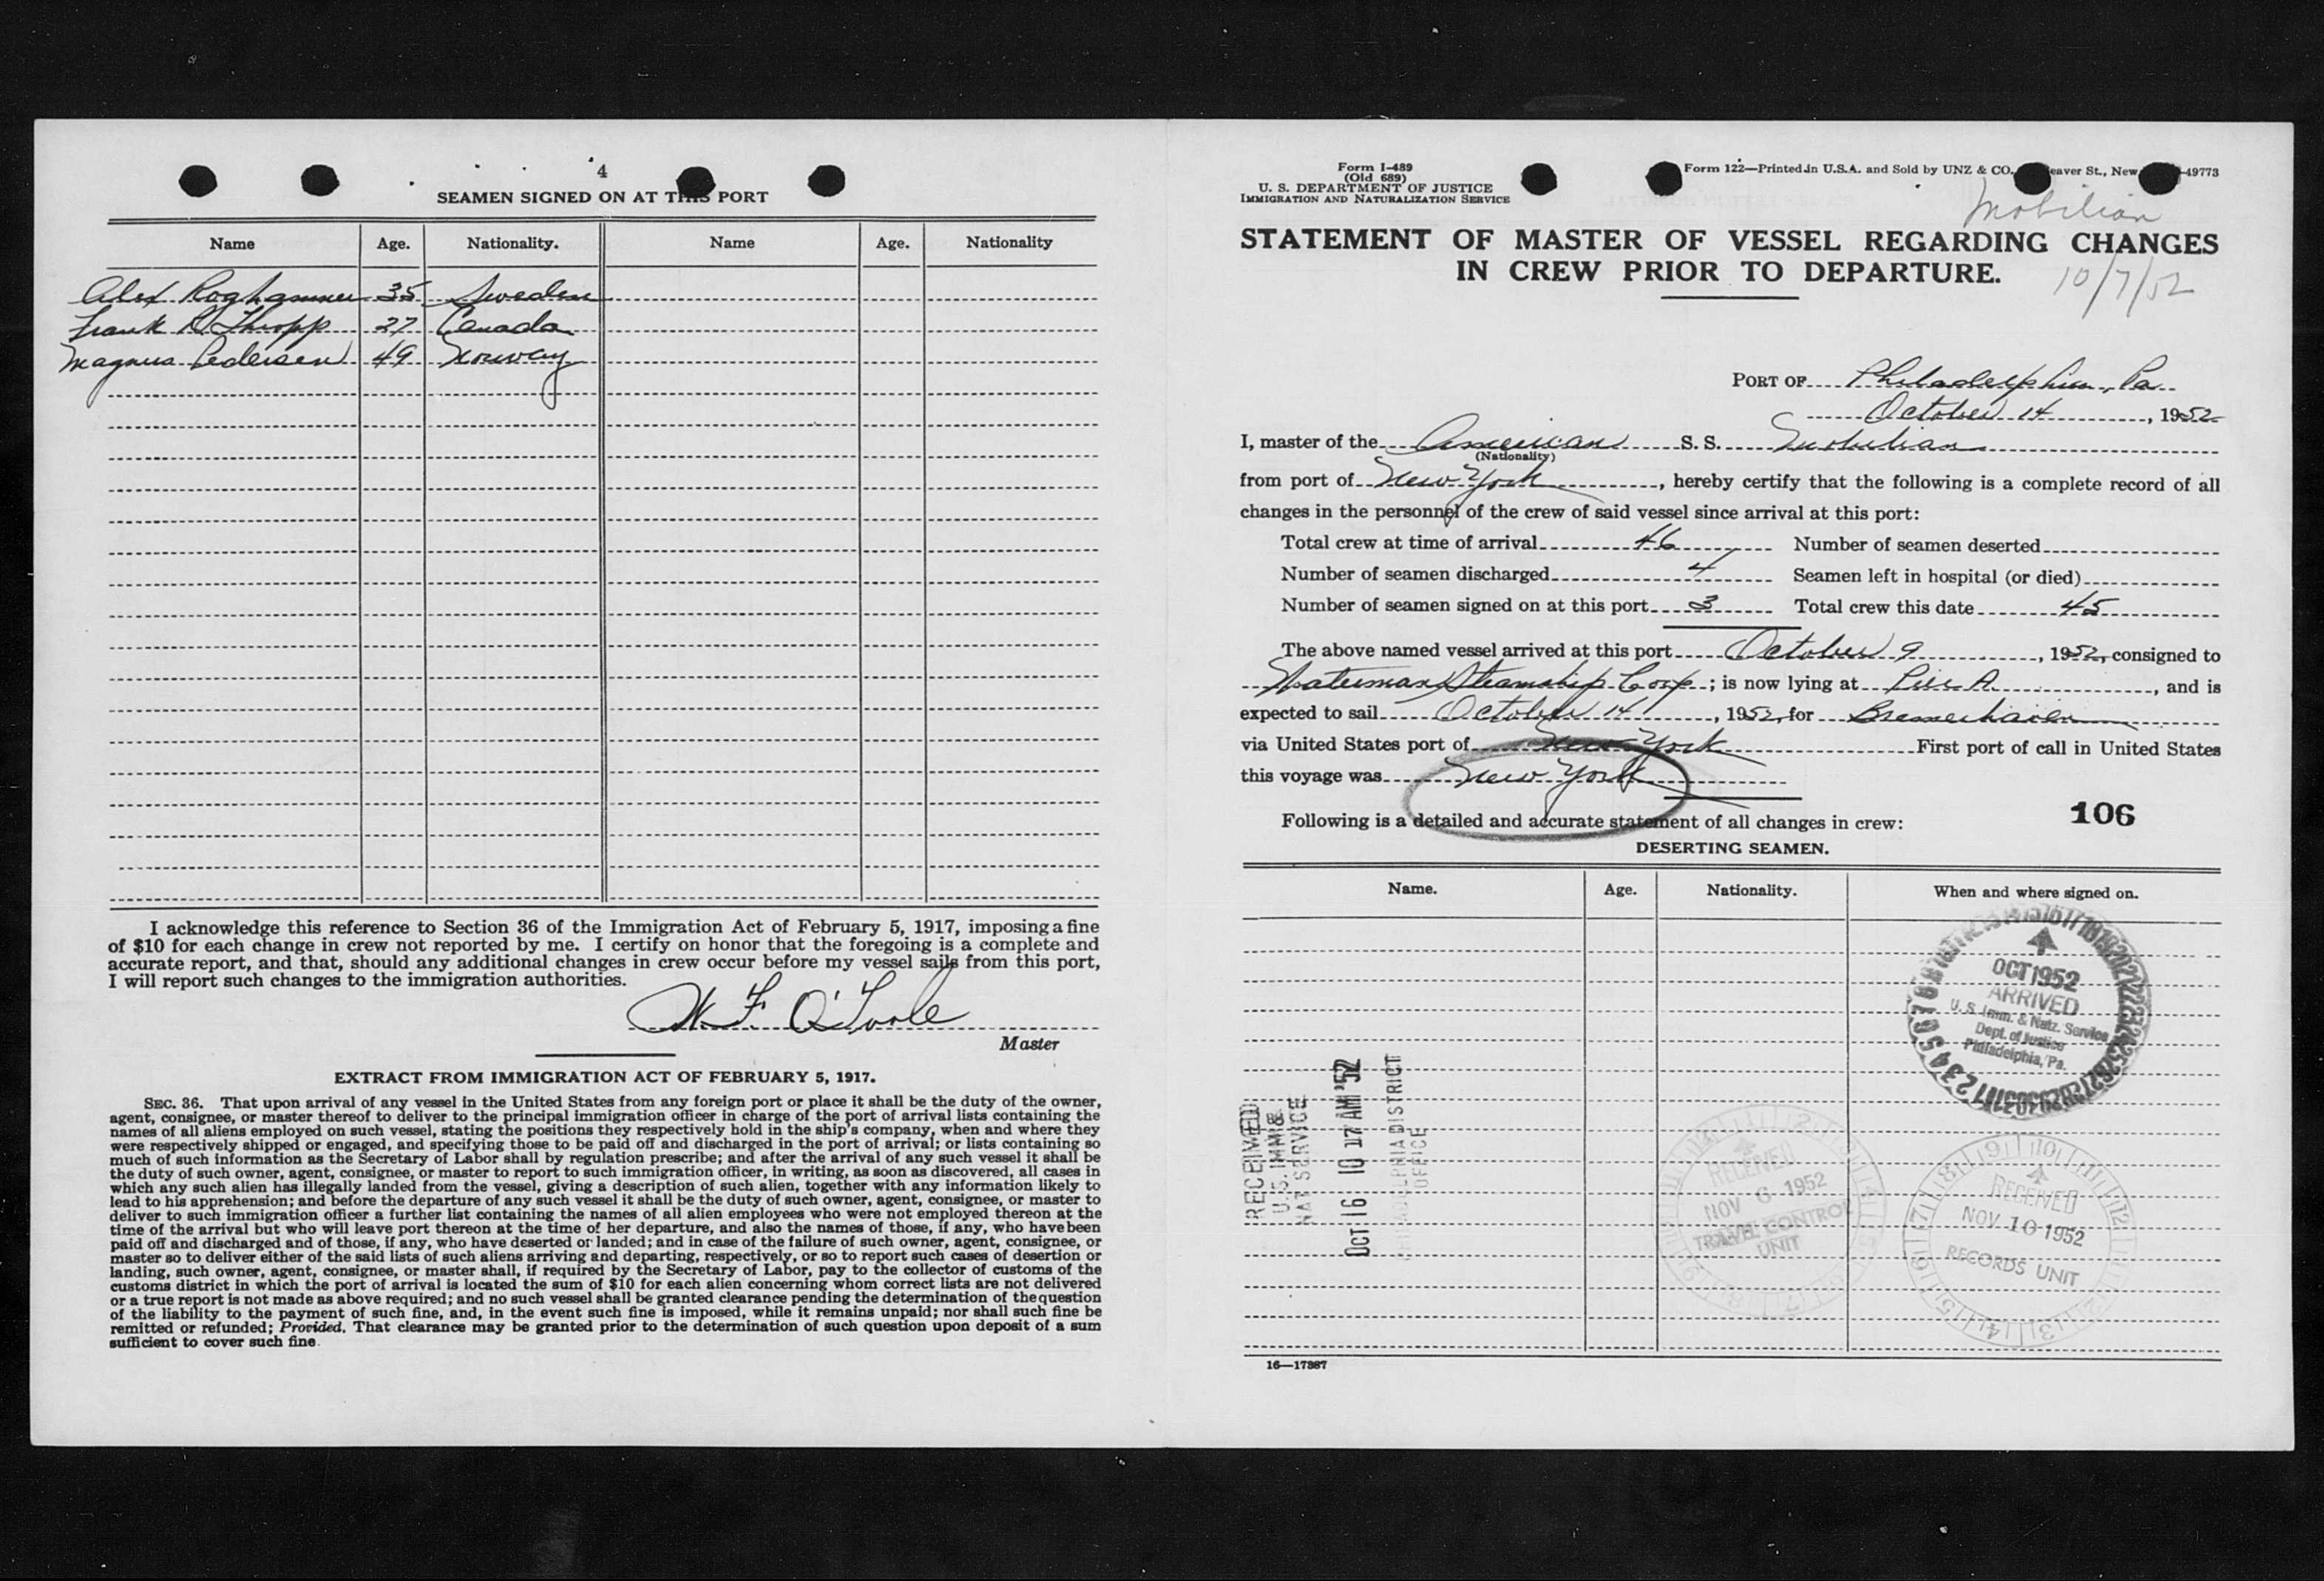 4
SEAMEN SIGNED ON AT THIS PORT
Name Age. Nationality. Name Age. Nationality
Alex 35 Sweden
Frank R Thropp 27 Canada
Magnus Pedersen 49 Norway
I acknowledge this reference to Section 36 of the Immigration Act of February 5, 1917, imposing a fine
of $10 for each change in crew not reported by me. I certify on honor that the foregoing is a complete and
accurate report, and that, should any additional changes in crew occur before my vessel sails from this port,
I will report such changes to the immigration authorities.
W. F. O'Toole
Master
EXTRACT FROM IMMIGRATION ACT OF FEBRUARY 5, 1917.
SEC. 36. That upon arrival of any vessel in the United States from any foreign port or place it shall be the duty of the owner,
agent, consignee, or master thereof to deliver to the principal immigration officer in charge of the port of arrival lists containing the
names of all aliens employed on such vessel, stating the positions they respectively hold in the ship's company, when and where they
were respectively shipped or engaged, and specifying those to be paid off and discharged in the port of arrival; or lists containing so
much of such information as the Secretary of Labor shall by regulation prescribe; and after the arrival of any such vessel it shall be
the duty of such owner, agent, consignee, or master to report to such immigration officer, in writing, as soon as discovered, all cases in
which any such alien has illegally landed from the vessel, giving a description of such alien, together with any information likely to
lead to his apprehension; and before the departure of any such vessel it shall be the duty of such owner, agent, consignee, or master to
deliver to such immigration officer a further list containing the names of all alien employees who were not employed thereon at the
time of the arrival but who will leave port thereon at the time of her departure, and also the names of those, if any, who have been
paid off and discharged and of those, if any, who have deserted or landed; and in case of the failure of such owner, agent, consignee, or
master so to deliver either of the said lists of such aliens arriving and departing, respectively, or so to report such cases of desertion or
landing, such owner, agent, consignee, or master shall, if required by the Secretary of Labor, pay to the collector of customs of the
customs district in which the port of arrival is located the sum of $10 for each alien concerning whom correct lists are not delivered
or a true report is not made as above required; and no such vessel shall be granted clearance pending the determination of the question
of the liability to the payment of such fine, and, in the event such fine is imposed, while it remains unpaid; nor shall such fine be
remitted or refunded; Provided, That clearance may be granted prior to the determination of such question upon deposit of a sum
sufficient to cover such fine.
Form I-489
(Old 689)
U. S. DEPARTMENT OF JUSTICE
IMMIGRATION AND NATURALIZATION SERVICE
Form 122—Printed in U.S.A. and Sold by UNZ & CO. eaver St., New 49773
Mobilian
STATEMENT OF MASTER OF VESSEL REGARDING CHANGES
IN CREW PRIOR TO DEPARTURE.
10/7/52
PORT OF Philadelphia, Pa.
October 14, 1952
I, master of the American S. S. Mobilian
(Nationality)
from port of New York, hereby certify that the following is a complete record of all
changes in the personnel of the crew of said vessel since arrival at this port:
Total crew at time of arrival 46 Number of seamen deserted
Number of seamen discharged 4 Seamen left in hospital (or died)
Number of seamen signed on at this port 3 Total crew this date 45
The above named vessel arrived at this port October 9, 1952, consigned to
Waterman Steamship Corp.; is now lying at Pier A, and is
expected to sail October 14, 1952, for Bremerhaven
via United States port of New York First port of call in United States
this voyage was New York
106
Following is a detailed and accurate statement of all changes in crew:
DESERTING SEAMEN.
Name. Age. Nationality. When and where signed on.
OCT 1952
ARRIVED
U. S. Imm. & Natz. Service
Dept. of Justice
Philadelphia, Pa.
RECEIVED
U.S. IMM &
NAT SERVICE
OCT 16 10 17 AM '52
PHILADELPHIA DISTRICT
OFFICE
RECEIVED
NOV 6 1952
TRAVEL CONTROL
UNIT
RECEIVED
NOV 10 1952
RECORDS UNIT
16—17887